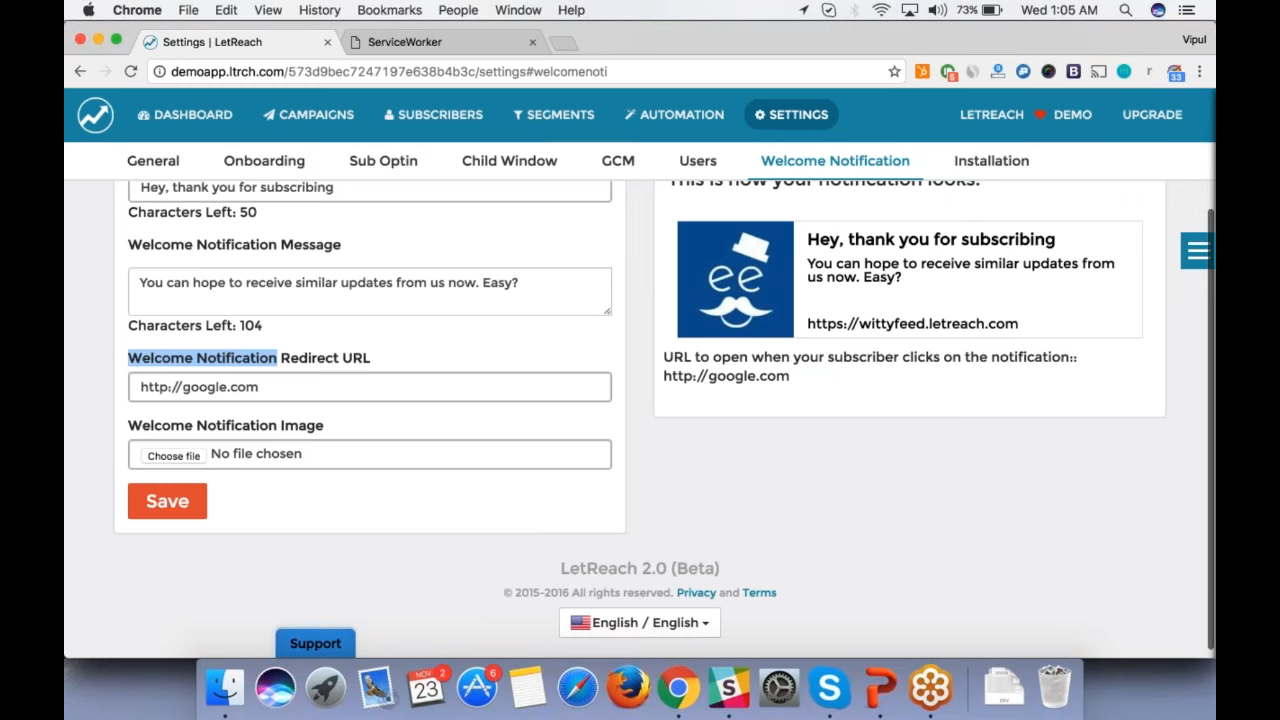 Chrome File Edit View History Bookmarks People Window Help 73% Wed 1:05 AM
Settings | LetReach × ServiceWorker × Vipul
demoapp.ltrch.com/573d9bec7247197e638b4b3c/settings#welcomenoti 5 B r 33
DASHBOARD CAMPAIGNS SUBSCRIBERS SEGMENTS AUTOMATION SETTINGS LETREACH DEMO UPGRADE
General Onboarding Sub Optin Child Window GCM Users Welcome Notification Installation
Hey, thank you for subscribing
Characters Left: 50
Welcome Notification Message
You can hope to receive similar updates from us now. Easy?
Characters Left: 104
Welcome Notification Redirect URL
http://google.com
Welcome Notification Image
Choose file No file chosen
Save
This is how your notification looks:
ee
Hey, thank you for subscribing
You can hope to receive similar updates from
us now. Easy?
https://wittyfeed.letreach.com
URL to open when your subscriber clicks on the notification::
http://google.com
LetReach 2.0 (Beta)
© 2015-2016 All rights reserved. Privacy and Terms
English / English
Support
NOV 23 2 6 S S P